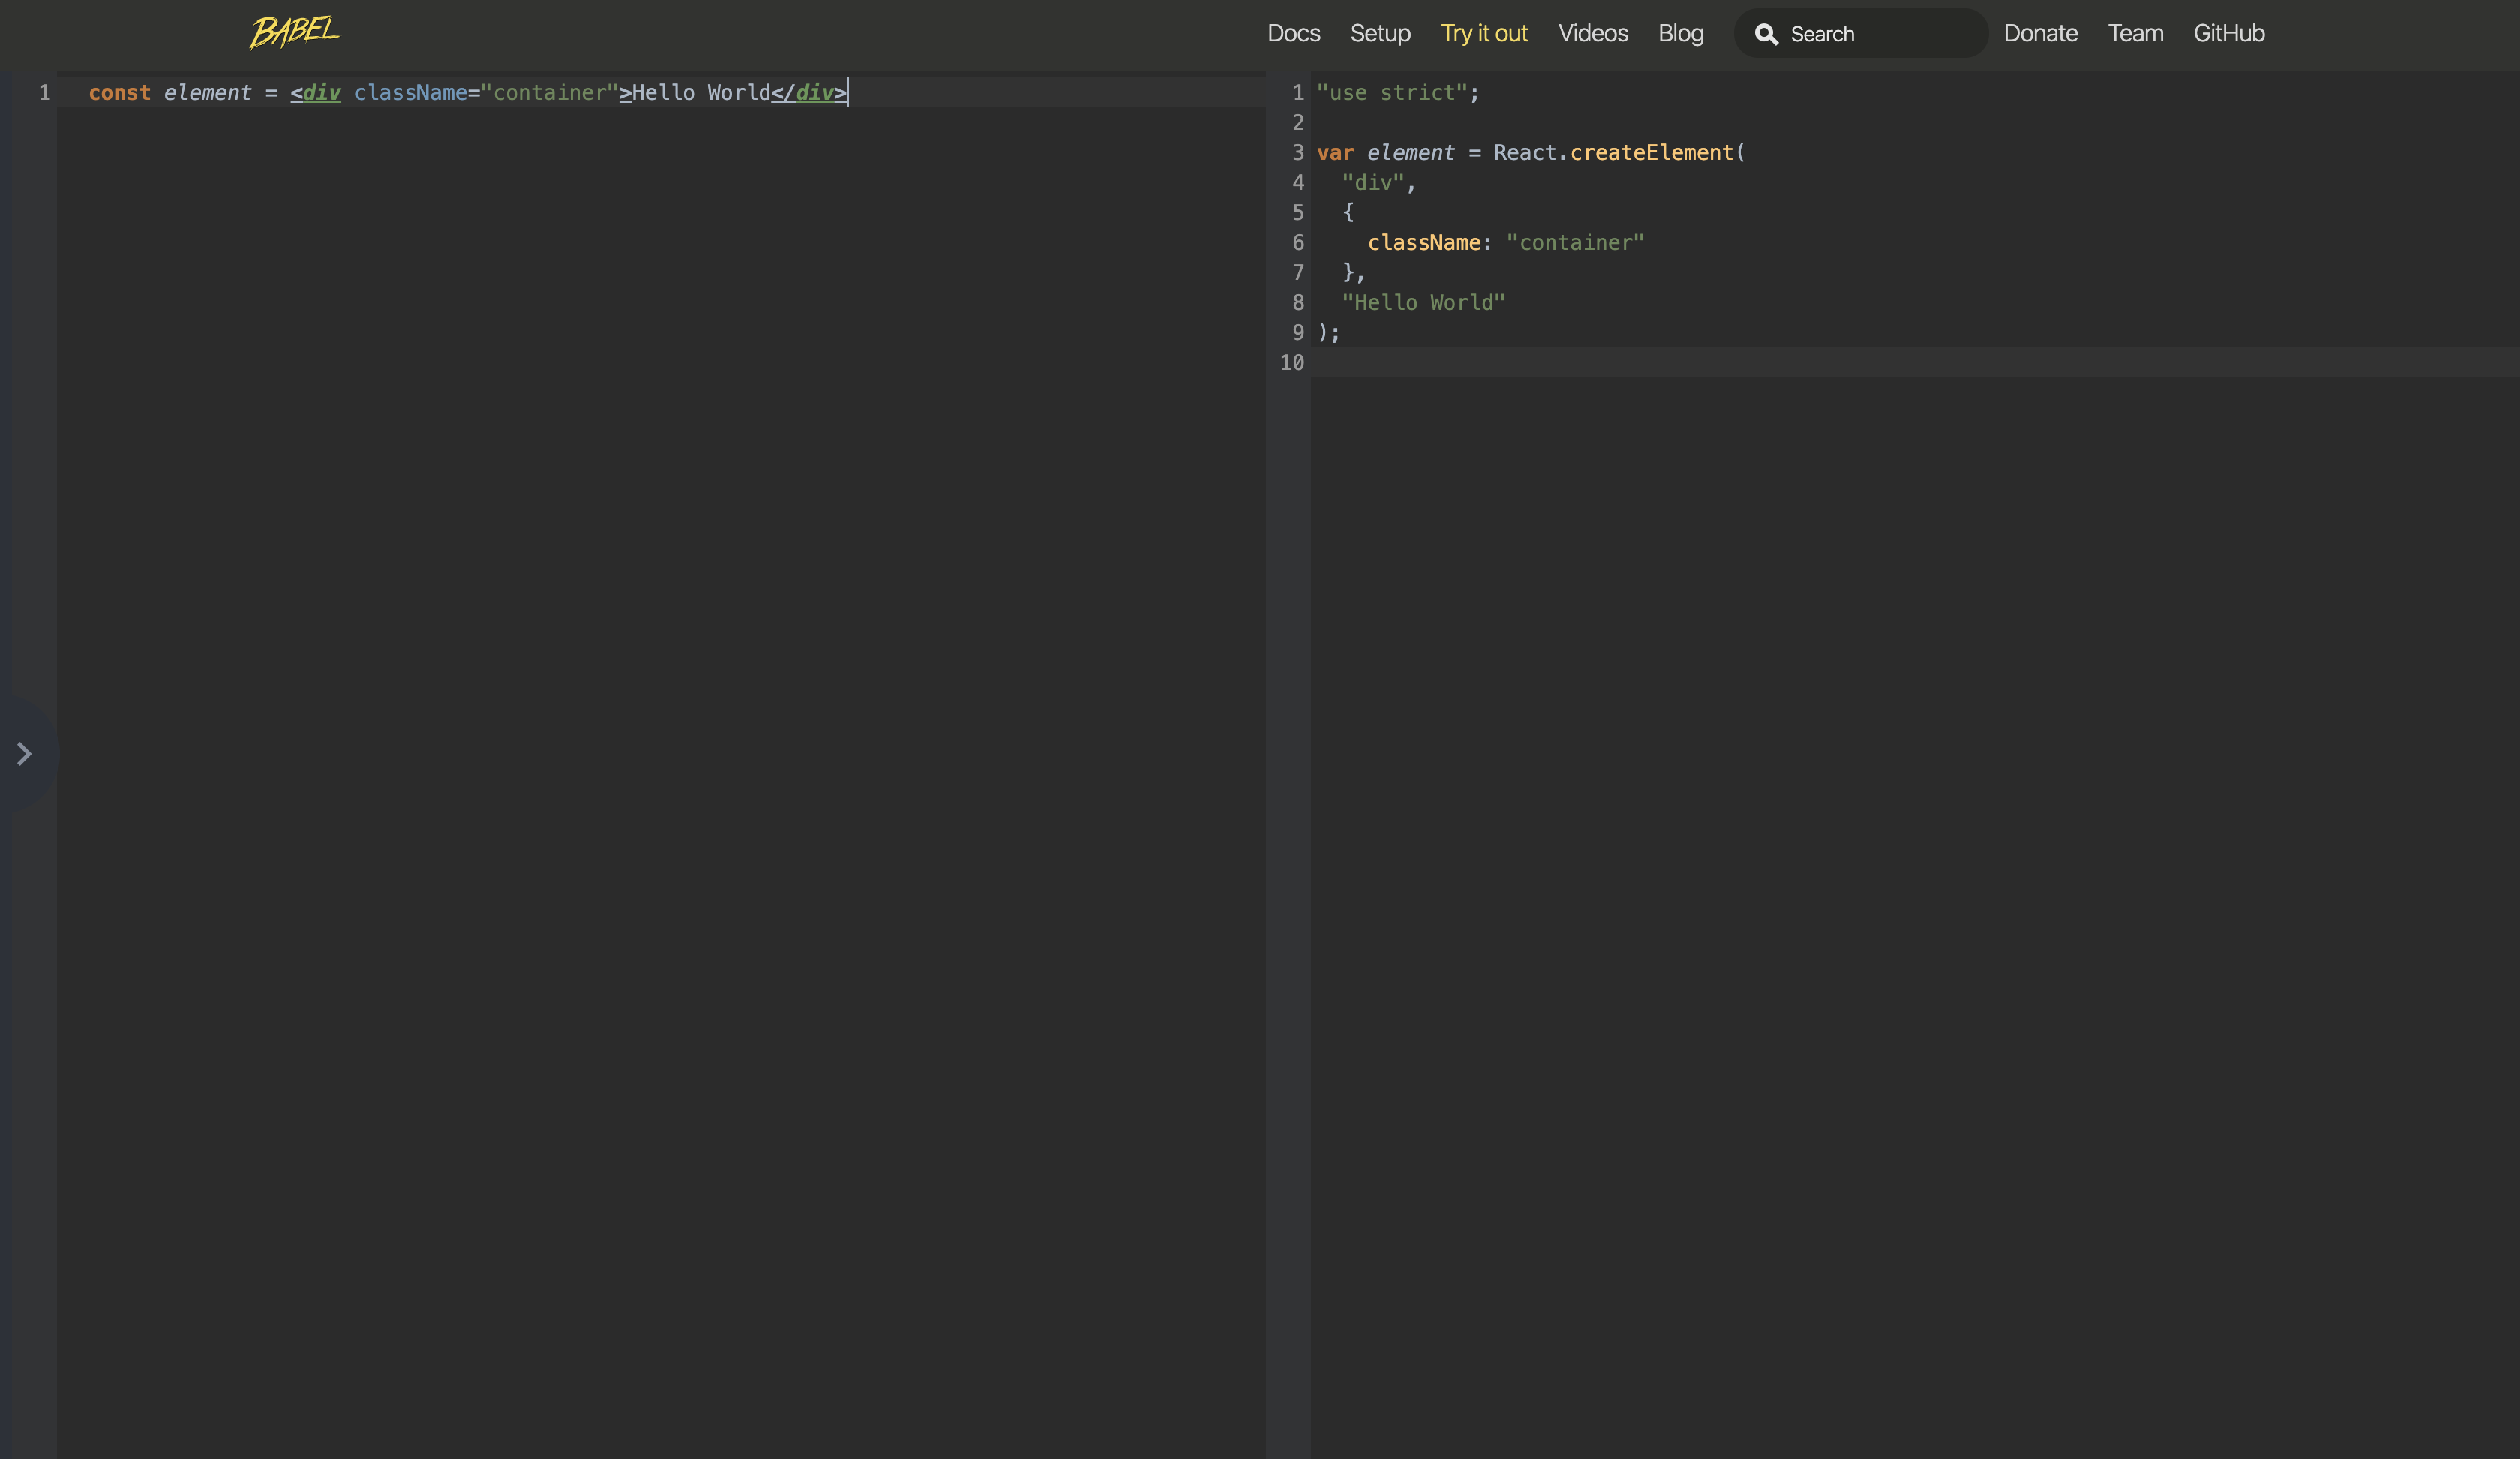 BABEL
Docs Setup Try it out Videos Blog Search Donate Team GitHub
1 const element = <div className="container">Hello World</div>
1 "use strict";
2
3 var element = React.createElement(
4   "div",
5   {
6     className: "container"
7   },
8   "Hello World"
9 );
10